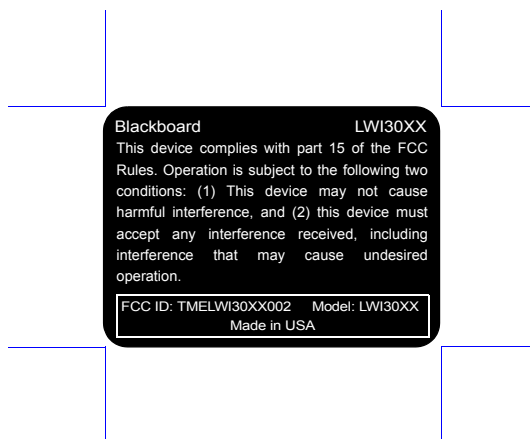 Blackboard LWI30XX
This device complies with part 15 of the FCC
Rules. Operation is subject to the following two
conditions: (1) This device may not cause
harmful interference, and (2) this device must
accept any interference received, including
interference that may cause undesired
operation.
FCC ID: TMELWI30XX002 Model: LWI30XX
Made in USA